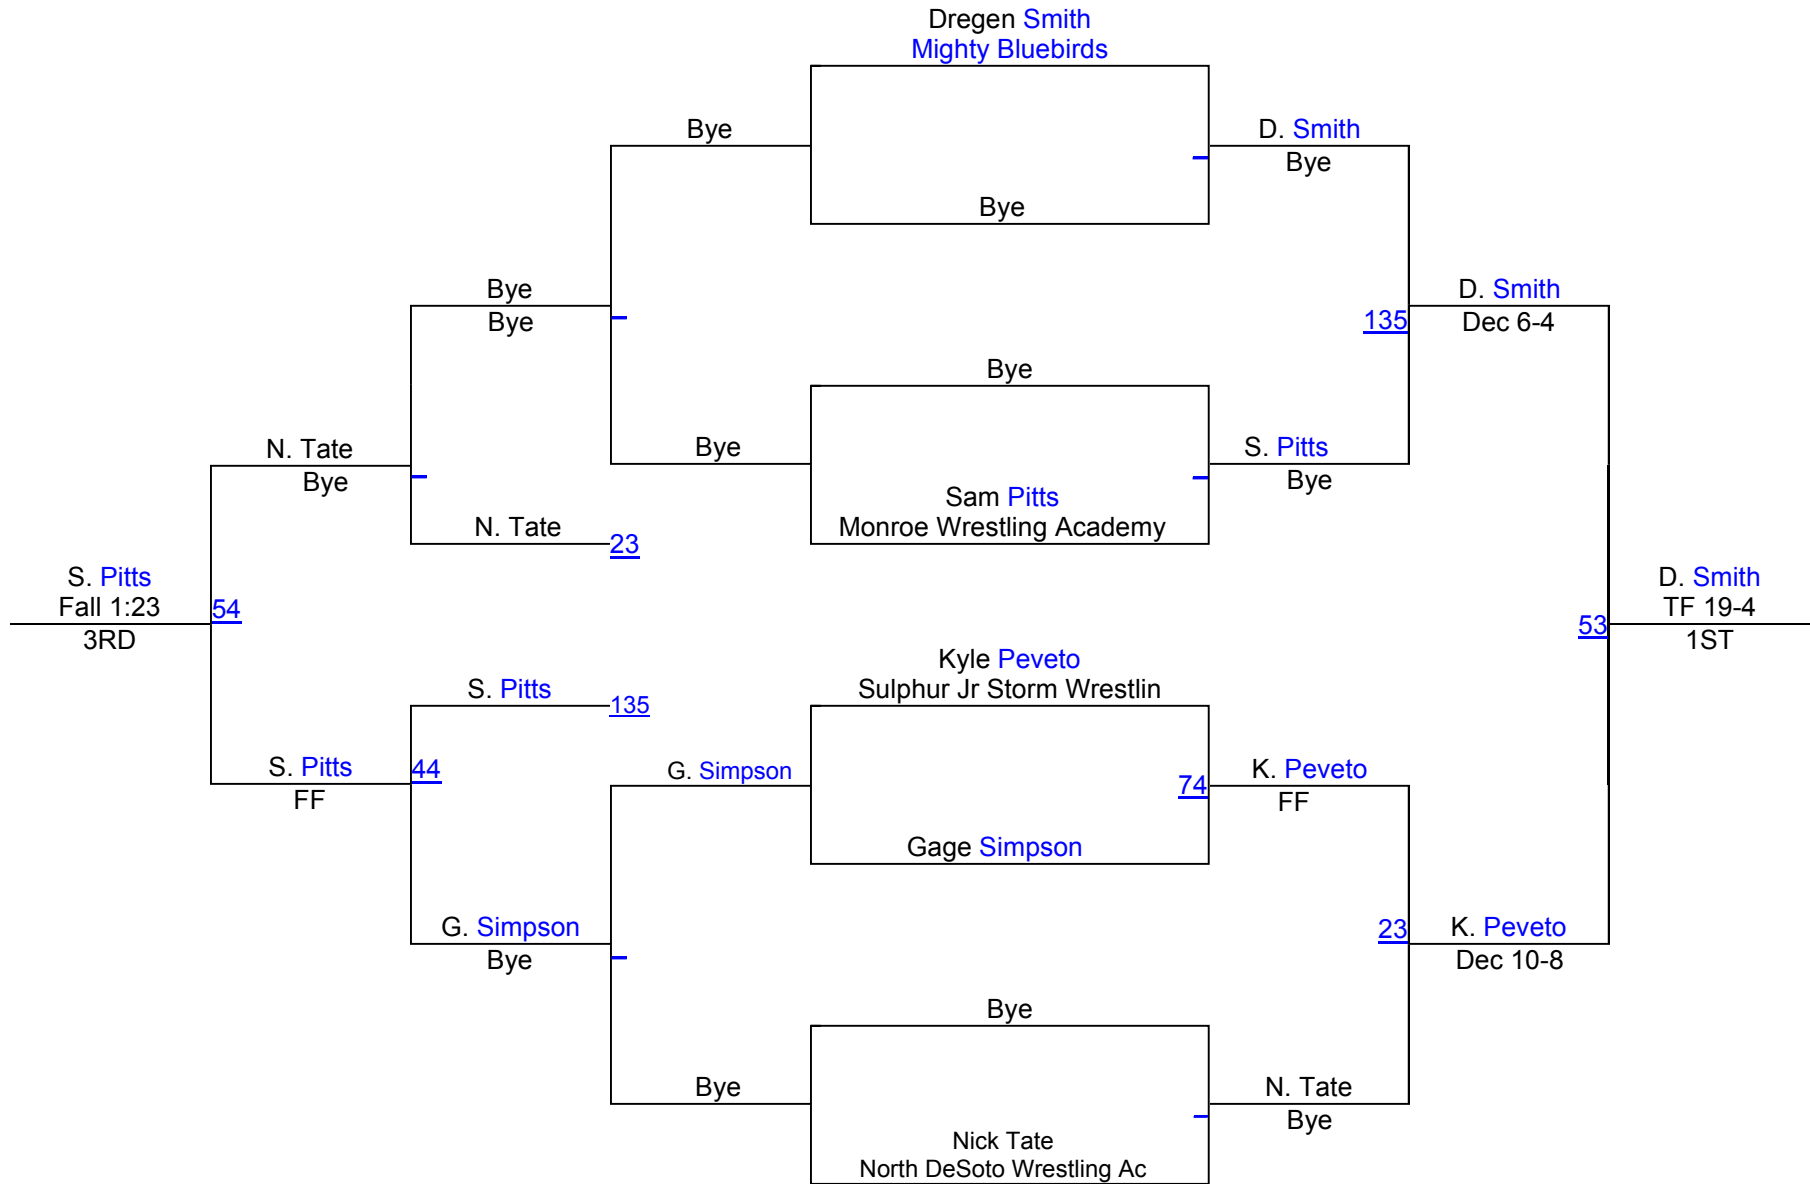 Dregen Smith
Mighty Bluebirds
Bye
D. Smith
Bye
Bye
Bye
Bye
D. Smith
135
Dec 6-4
Bye
N. Tate
Bye
Bye
S. Pitts
Bye
Sam Pitts
Monroe Wrestling Academy
N. Tate
23
S. Pitts
Fall 1:23
54
3RD
D. Smith
TF 19-4
53
1ST
Kyle Peveto
Sulphur Jr Storm Wrestlin
S. Pitts
135
S. Pitts
44
FF
G. Simpson
74
K. Peveto
FF
Gage Simpson
G. Simpson
Bye
23
K. Peveto
Dec 10-8
Bye
Bye
N. Tate
Bye
Nick Tate
North DeSoto Wrestling Ac